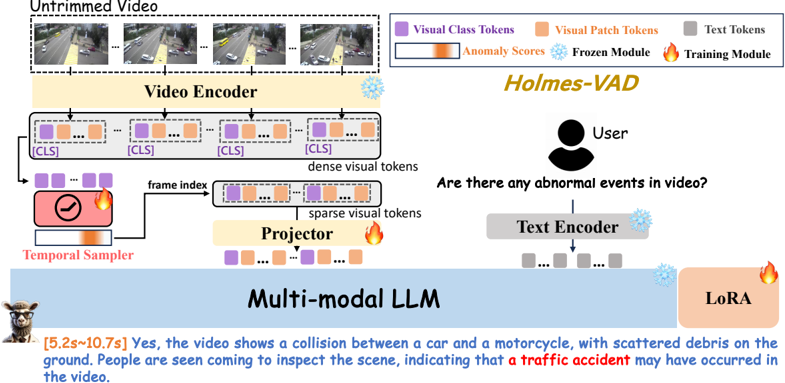 Untrimmed Video
Visual Class Tokens
Visual Patch Tokens
Text Tokens
Anomaly Scores
Frozen Module
Training Module
... ... ...
Video Encoder
Holmes-VAD
... ... ... ... ... ... ...
[CLS] [CLS] [CLS] [CLS]
dense visual tokens
User
...
frame index
... ... ...
Are there any abnormal events in video?
sparse visual tokens
Temporal Sampler
Projector
Text Encoder
... ... ...
... ...
Multi-modal LLM
LoRA
[5.2s~10.7s] Yes, the video shows a collision between a car and a motorcycle, with scattered debris on the
ground. People are seen coming to inspect the scene, indicating that a traffic accident may have occurred in
the video.